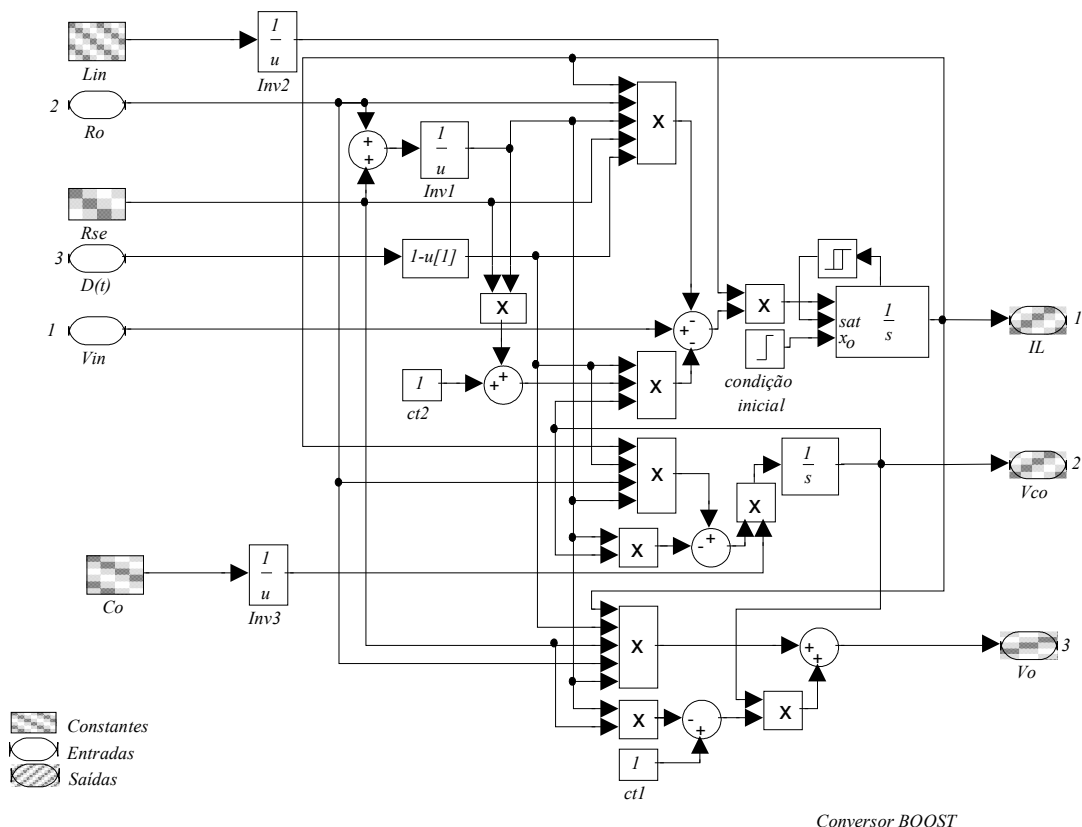 Lin
1
u
Inv2
2
Ro
+
+
1
u
Inv1
X
Rse
3
D(t)
1-u[1]
X
1
Vin
-
+
-
X
sat
xo
1
s
1
IL
condição
inicial
1
ct2
+
+
X
X
1
s
2
Vco
X
X
-
+
Co
1
u
Inv3
X
+
+
3
Vo
X
-
+
X
1
ct1
Constantes
Entradas
Saídas
Conversor BOOST